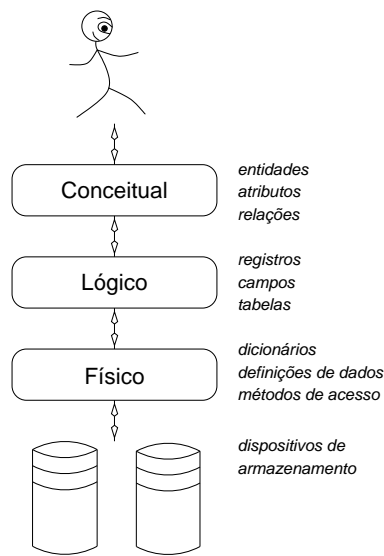 Conceitual
entidades
atributos
relações
Lógico
registros
campos
tabelas
Físico
dicionários
definições de dados
métodos de acesso
dispositivos de
armazenamento